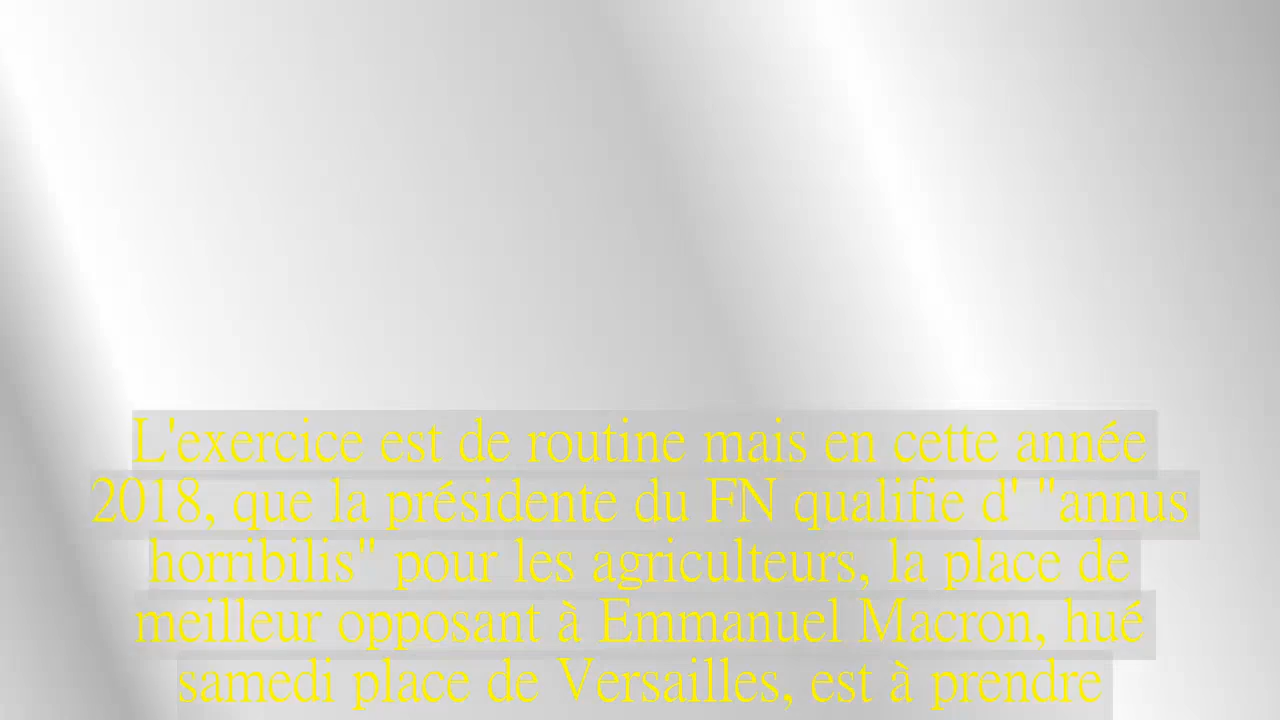 L'exercice est de routine mais en cette année
2018, que la présidente du FN qualifie d' "annus
horribilis" pour les agriculteurs, la place de
meilleur opposant à Emmanuel Macron, hué
samedi place de Versailles, est à prendre